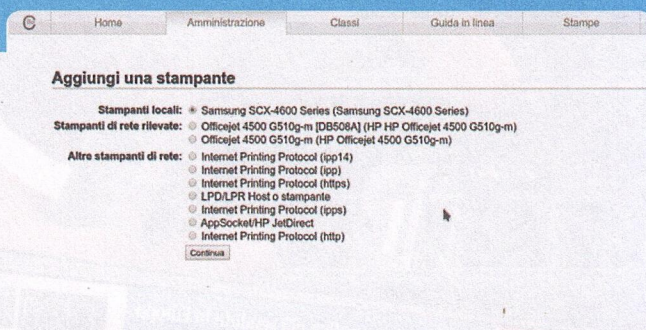 Home Amministrazione Classi Guida in linea Stampe
Aggiungi una stampante
Stampanti locali: Samsung SCX-4600 Series (Samsung SCX-4600 Series)
Stampanti di rete rilevate: Officejet 4500 G510g-m [DB508A] (HP HP Officejet 4500 G510g-m)
Officejet 4500 G510g-m (HP Officejet 4500 G510g-m)
Altre stampanti di rete: Internet Printing Protocol (ipp14)
Internet Printing Protocol (ipp)
Internet Printing Protocol (https)
LPD/LPR Host o stampante
Internet Printing Protocol (ipps)
AppSocket/HP JetDirect
Internet Printing Protocol (http)
Continua